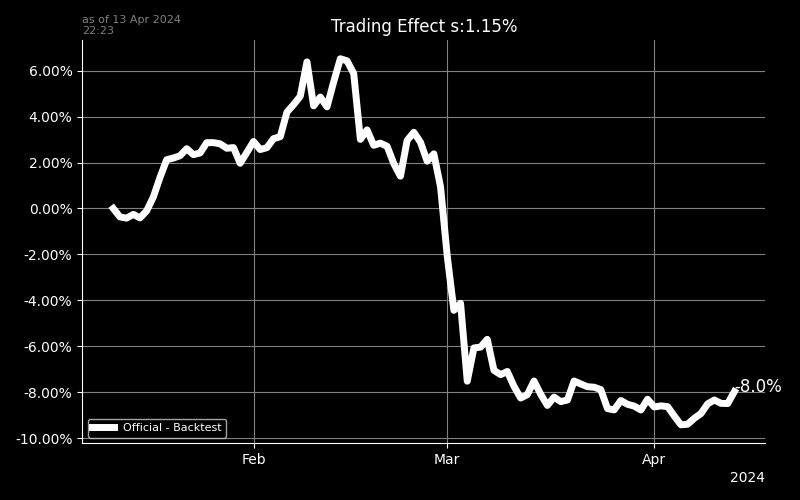 as of 13 Apr 2024
22:23
Trading Effect s:1.15%
6.00%
4.00%
2.00%
0.00%
-2.00%
-4.00%
-6.00%
-8.00%
-10.00%
-8.0%
Official - Backtest
Feb
Mar
Apr
2024